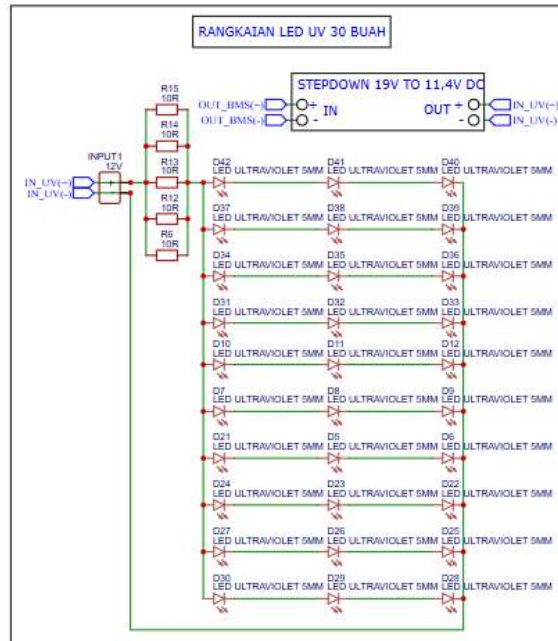 RANGKAIAN LED UV 30 BUAH
STEPDOWN 19V TO 11,4V DC
OUT_BMS(+) + IN OUT + IN_UV(+)
OUT_BMS(-) - - IN_UV(-)
R15
10R
R14
10R
R13
10R
R12
10R
R6
10R
INPUT1
12V
IN_UV(+) +
IN_UV(-) -
D42 D41 D40
LED ULTRAVIOLET 5MM LED ULTRAVIOLET 5MM LED ULTRAVIOLET 5MM
D37 D38 D39
LED ULTRAVIOLET 5MM LED ULTRAVIOLET 5MM LED ULTRAVIOLET 5MM
D34 D35 D36
LED ULTRAVIOLET 5MM LED ULTRAVIOLET 5MM LED ULTRAVIOLET 5MM
D31 D32 D33
LED ULTRAVIOLET 5MM LED ULTRAVIOLET 5MM LED ULTRAVIOLET 5MM
D10 D11 D12
LED ULTRAVIOLET 5MM LED ULTRAVIOLET 5MM LED ULTRAVIOLET 5MM
D7 D8 D9
LED ULTRAVIOLET 5MM LED ULTRAVIOLET 5MM LED ULTRAVIOLET 5MM
D21 D5 D6
LED ULTRAVIOLET 5MM LED ULTRAVIOLET 5MM LED ULTRAVIOLET 5MM
D24 D23 D22
LED ULTRAVIOLET 5MM LED ULTRAVIOLET 5MM LED ULTRAVIOLET 5MM
D27 D26 D25
LED ULTRAVIOLET 5MM LED ULTRAVIOLET 5MM LED ULTRAVIOLET 5MM
D30 D29 D28
LED ULTRAVIOLET 5MM LED ULTRAVIOLET 5MM LED ULTRAVIOLET 5MM